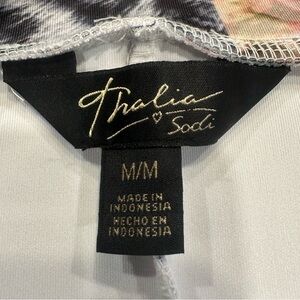 Thalia
Sodi
M/M
MADE IN
INDONESIA
HECHO EN
INDONESIA